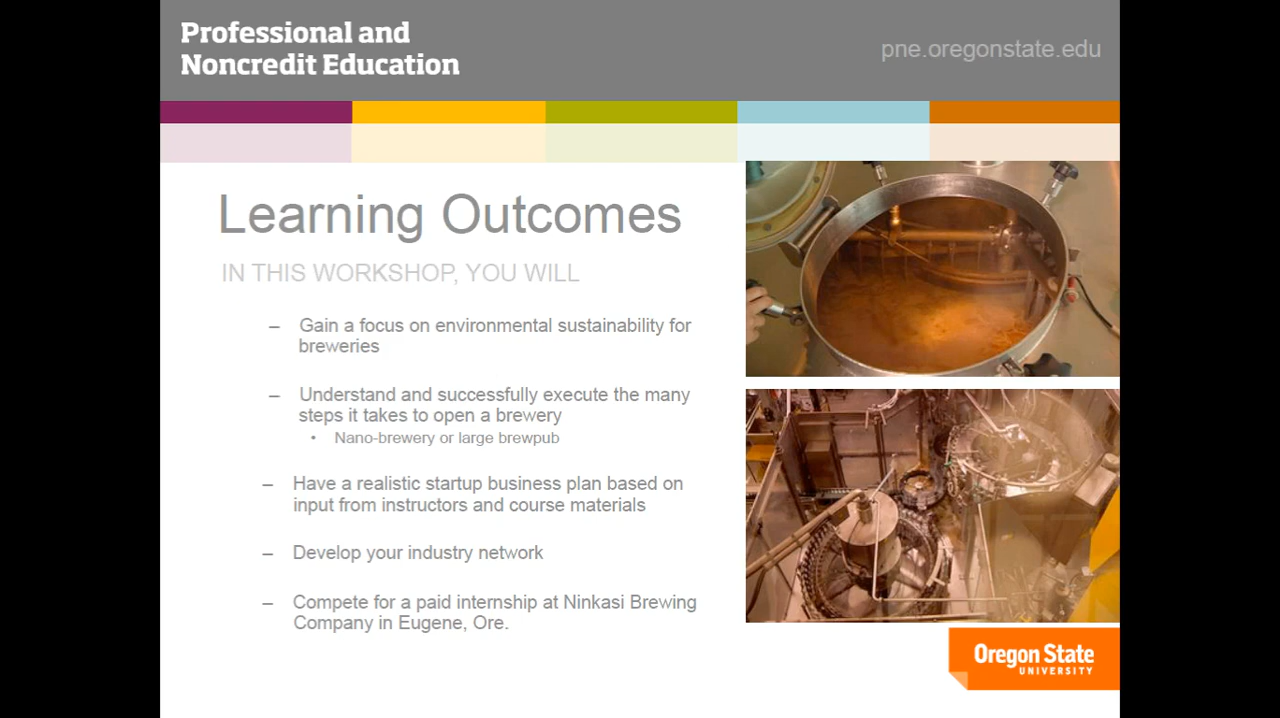 Professional and
Noncredit Education
pne.oregonstate.edu
Learning Outcomes
IN THIS WORKSHOP, YOU WILL
– Gain a focus on environmental sustainability for
breweries
– Understand and successfully execute the many
steps it takes to open a brewery
• Nano-brewery or large brewpub
– Have a realistic startup business plan based on
input from instructors and course materials
– Develop your industry network
– Compete for a paid internship at Ninkasi Brewing
Company in Eugene, Ore.
Oregon State
UNIVERSITY